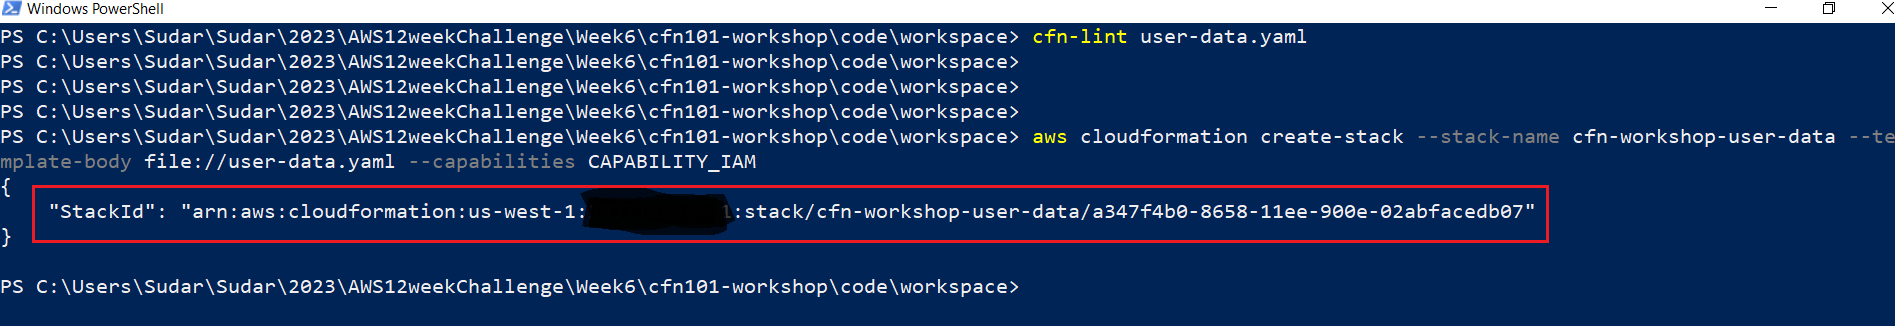 Windows PowerShell
PS C:\Users\Sudar\Sudar\2023\AWS12weekChallenge\Week6\cfn101-workshop\code\workspace> cfn-lint user-data.yaml
PS C:\Users\Sudar\Sudar\2023\AWS12weekChallenge\Week6\cfn101-workshop\code\workspace>
PS C:\Users\Sudar\Sudar\2023\AWS12weekChallenge\Week6\cfn101-workshop\code\workspace>
PS C:\Users\Sudar\Sudar\2023\AWS12weekChallenge\Week6\cfn101-workshop\code\workspace>
PS C:\Users\Sudar\Sudar\2023\AWS12weekChallenge\Week6\cfn101-workshop\code\workspace> aws cloudformation create-stack --stack-name cfn-workshop-user-data --te
mplate-body file://user-data.yaml --capabilities CAPABILITY_IAM
{
"StackId": "arn:aws:cloudformation:us-west-1: :stack/cfn-workshop-user-data/a347f4b0-8658-11ee-900e-02abfacedb07"
}
PS C:\Users\Sudar\Sudar\2023\AWS12weekChallenge\Week6\cfn101-workshop\code\workspace>